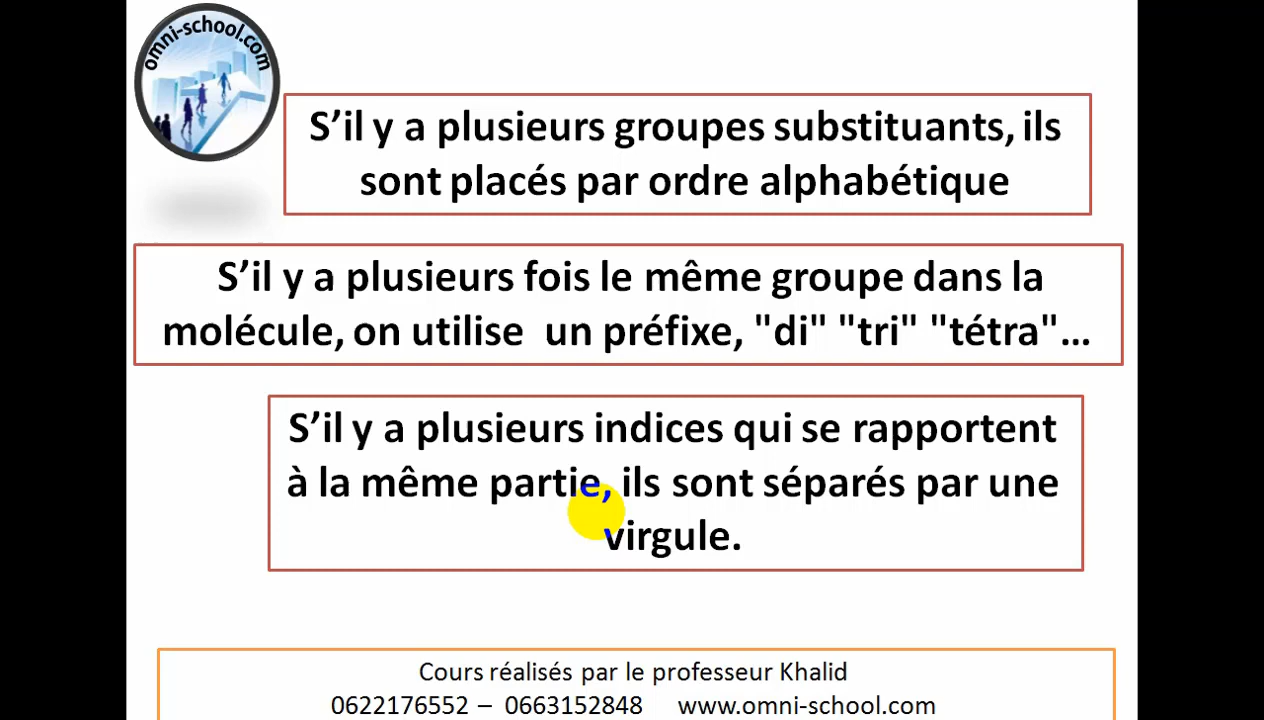 omni-school.com
S'il y a plusieurs groupes substituants, ils
sont placés par ordre alphabétique
S'il y a plusieurs fois le même groupe dans la
molécule, on utilise un préfixe, "di" "tri" "tétra"...
S'il y a plusieurs indices qui se rapportent
à la même partie, ils sont séparés par une
virgule.
Cours réalisés par le professeur Khalid
0622176552 – 0663152848 www.omni-school.com